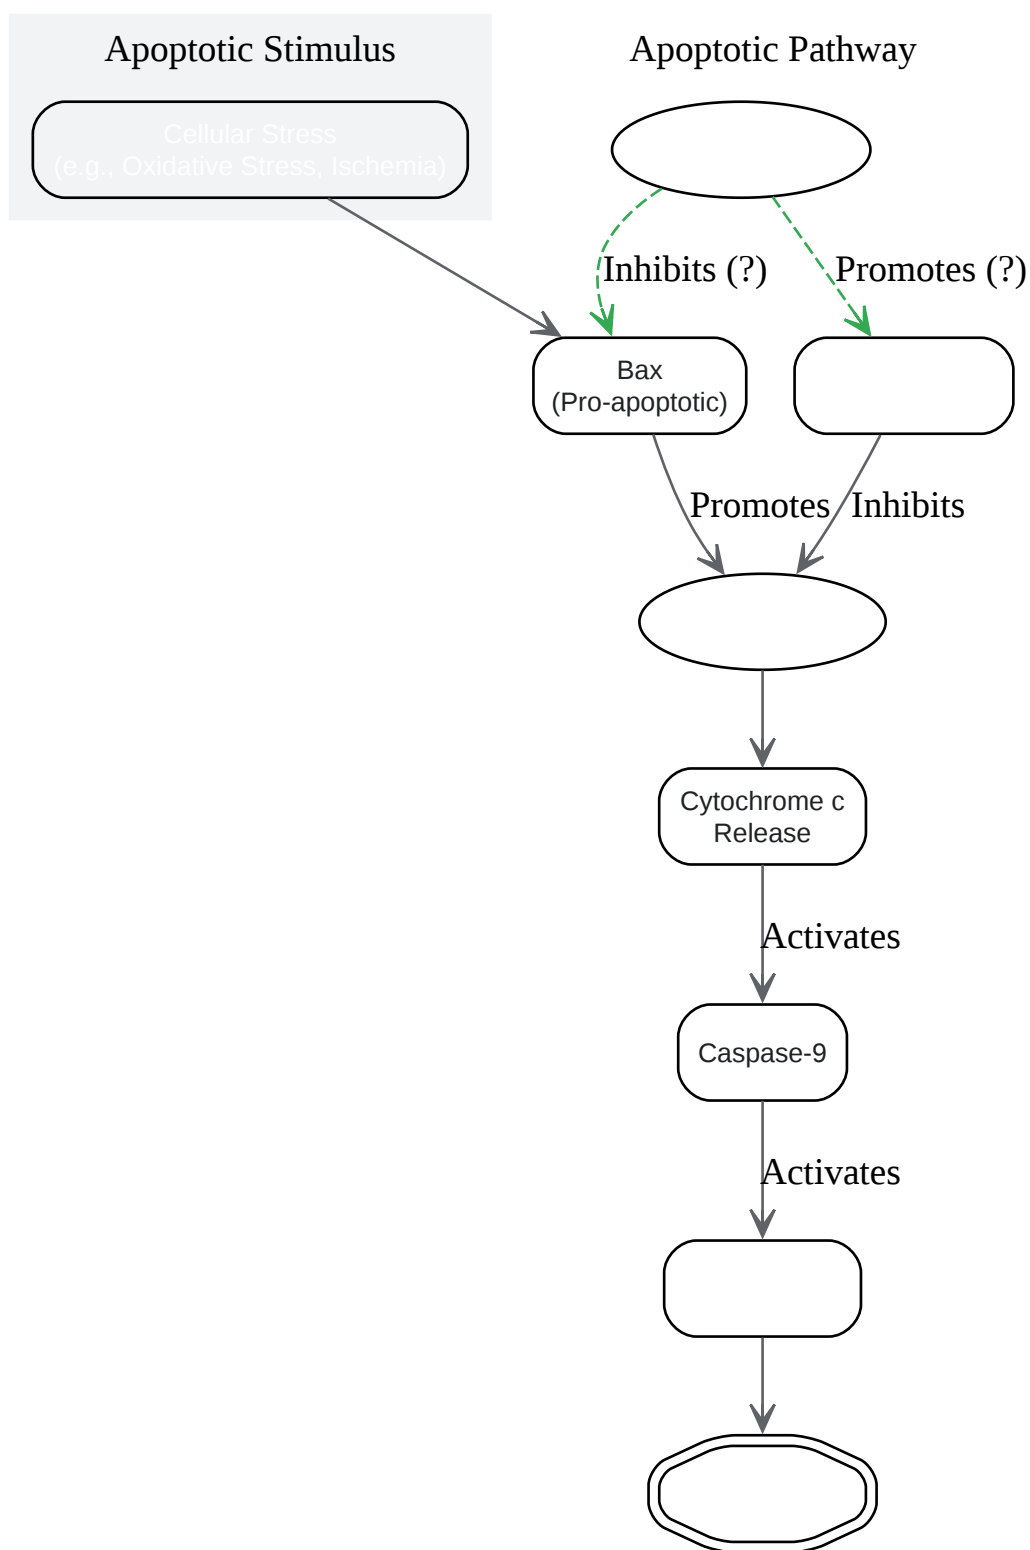 Apoptotic Stimulus
Apoptotic Pathway
Cellular Stress
(e.g., Oxidative Stress, Ischemia)
Inhibits (?)
Promotes (?)
Bax
(Pro-apoptotic)
Promotes
Inhibits
Cytochrome c
Release
Activates
Caspase-9
Activates